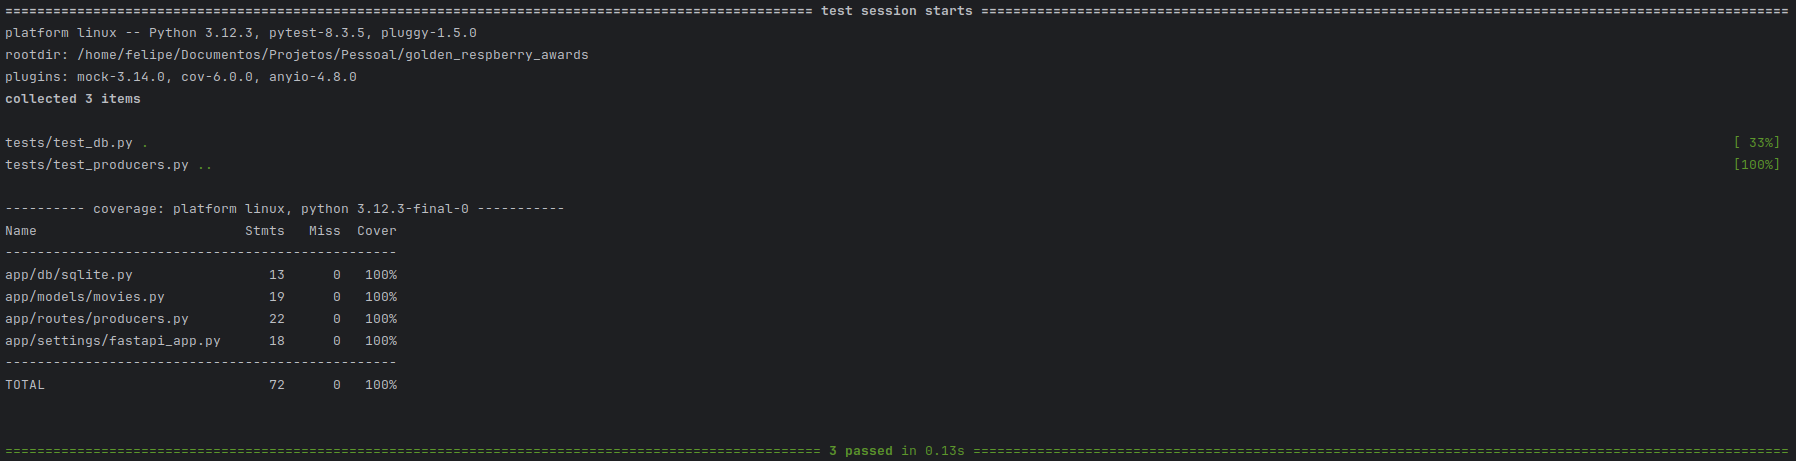 ===================================================================================================== test session starts =====================================================================================================
platform linux -- Python 3.12.3, pytest-8.3.5, pluggy-1.5.0
rootdir: /home/felipe/Documentos/Projetos/Pessoal/golden_respberry_awards
plugins: mock-3.14.0, cov-6.0.0, anyio-4.8.0
collected 3 items
tests/test_db.py . [ 33%]
tests/test_producers.py .. [100%]
---------- coverage: platform linux, python 3.12.3-final-0 -----------
Name                          Stmts   Miss  Cover
-------------------------------------------------
app/db/sqlite.py                 13      0   100%
app/models/movies.py             19      0   100%
app/routes/producers.py          22      0   100%
app/settings/fastapi_app.py      18      0   100%
-------------------------------------------------
TOTAL                            72      0   100%
====================================================================================================== 3 passed in 0.13s ======================================================================================================